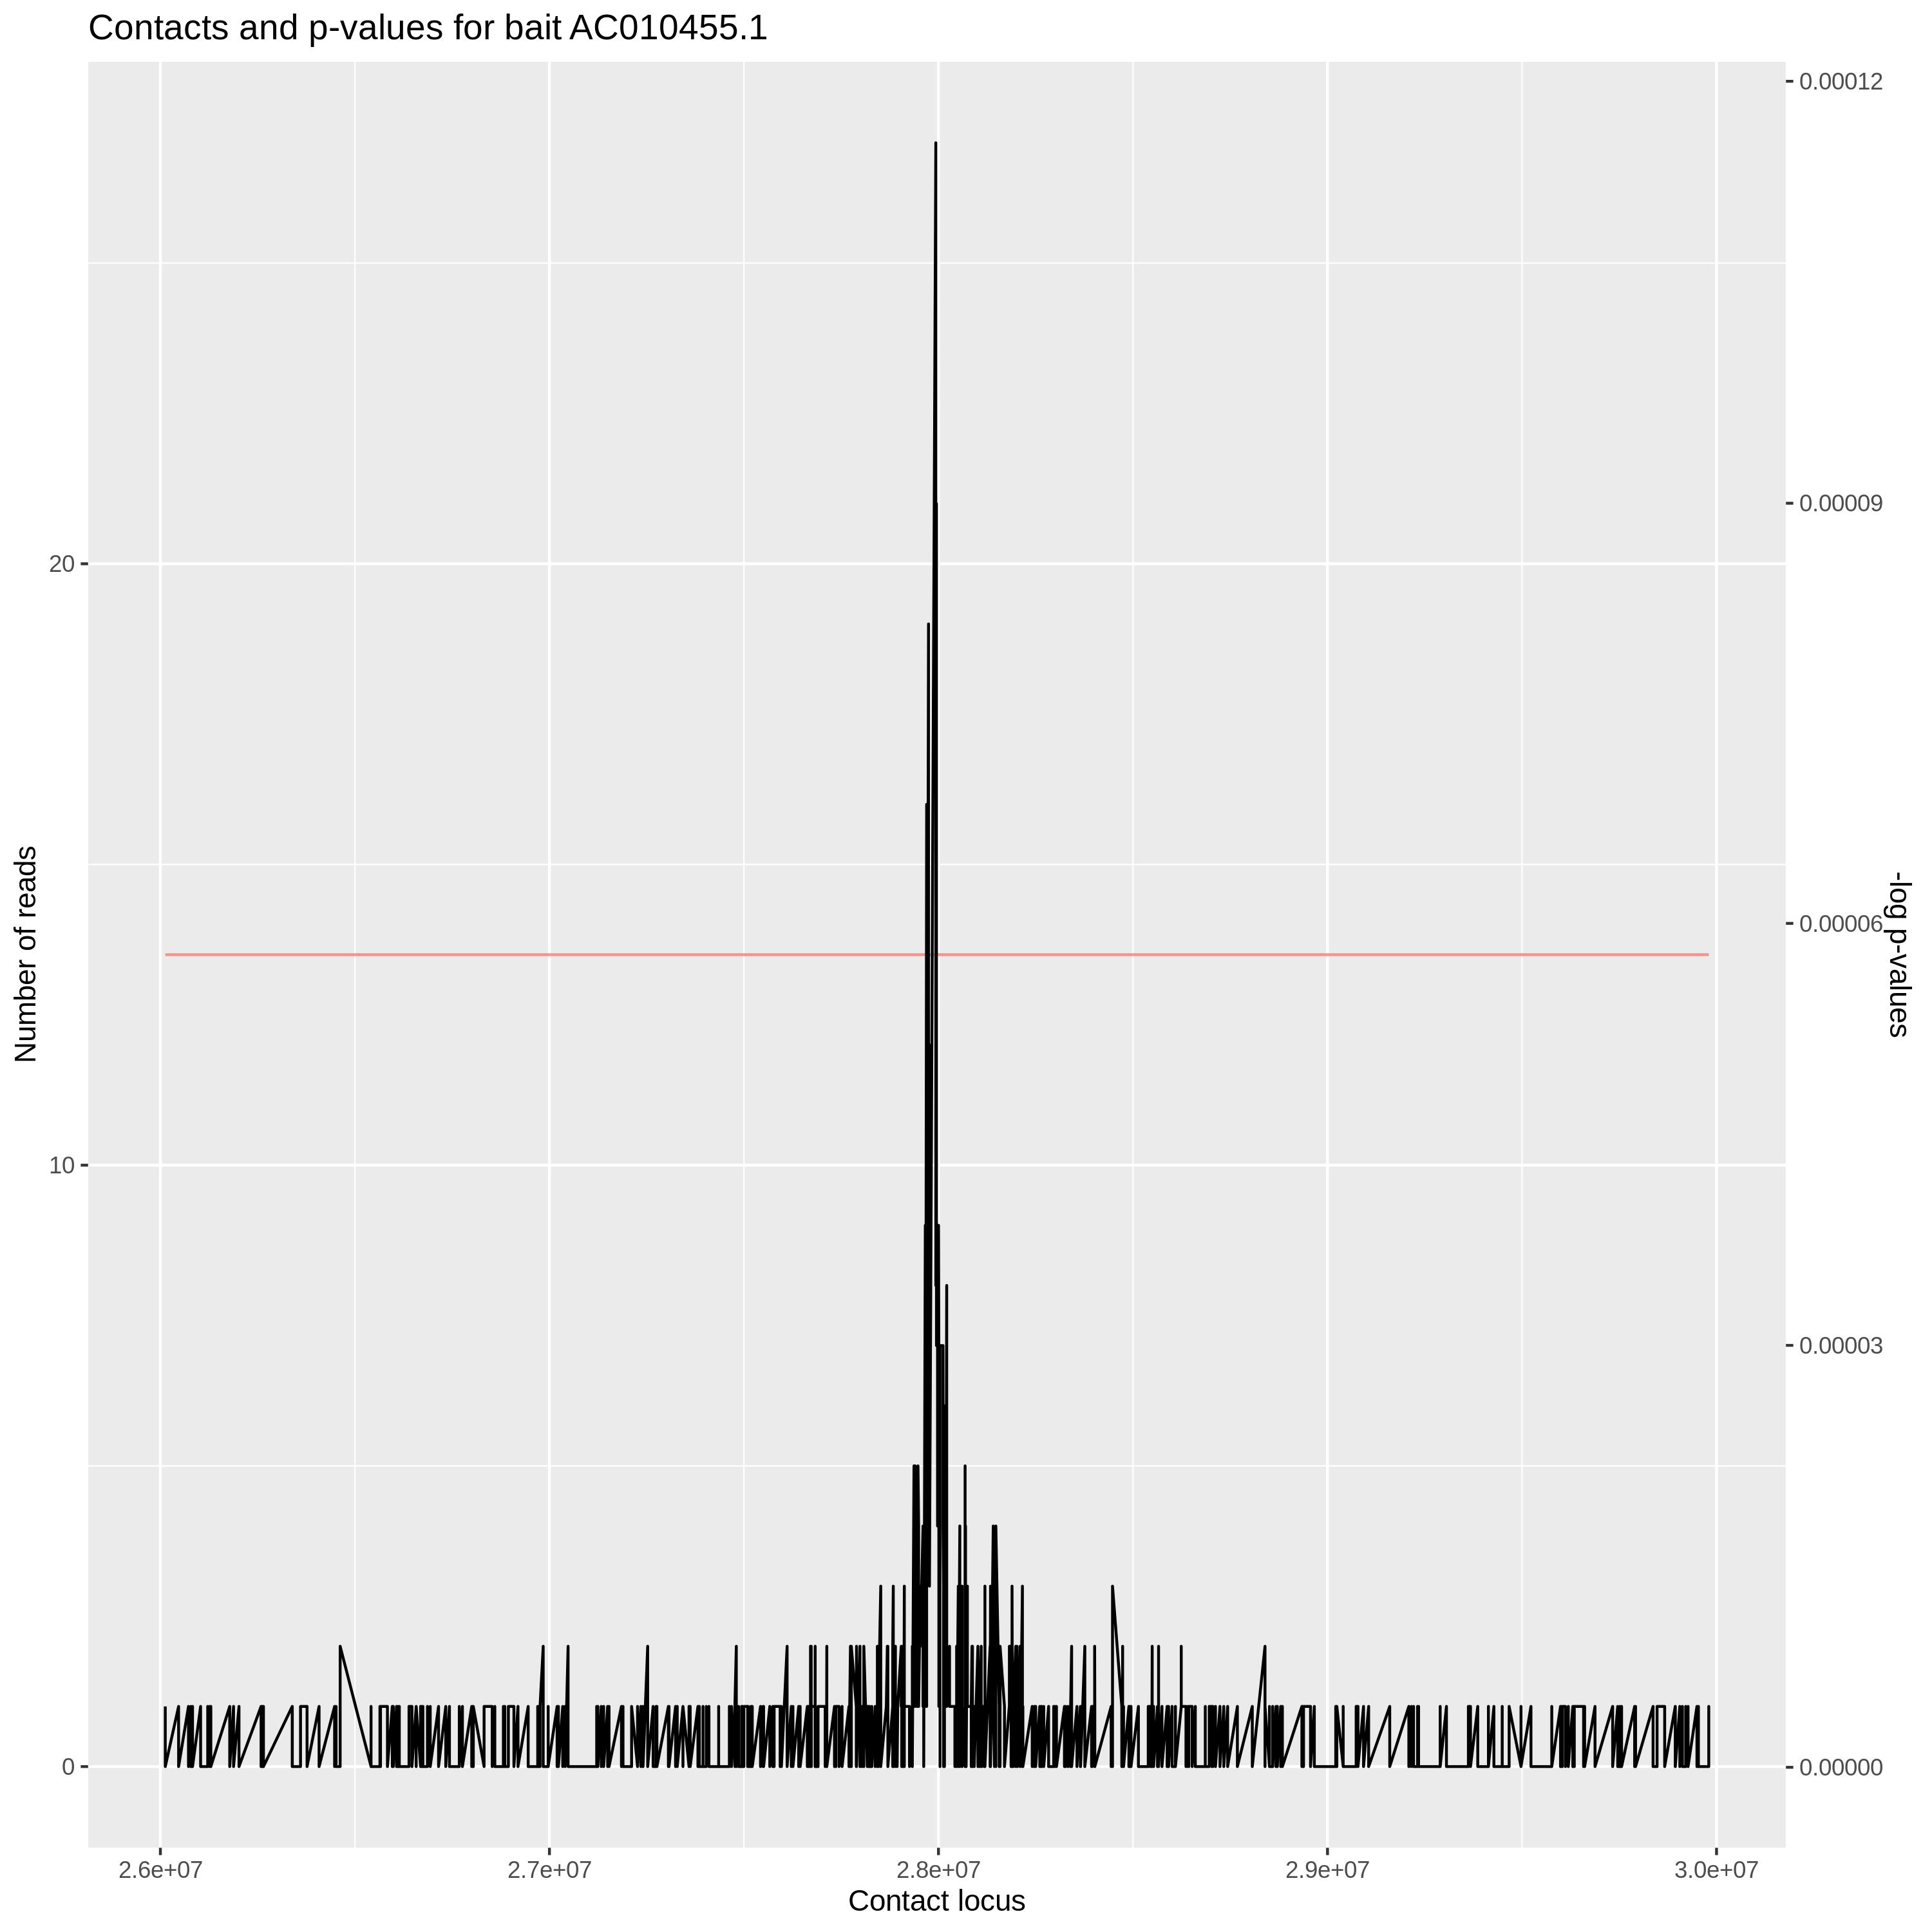 Contacts and p-values for bait AC010455.1
Number of reads
20
10
0
0.00012
0.00009
0.00006
0.00003
0.00000
-log p-values
2.6e+07
2.7e+07
2.8e+07
2.9e+07
3.0e+07
Contact locus